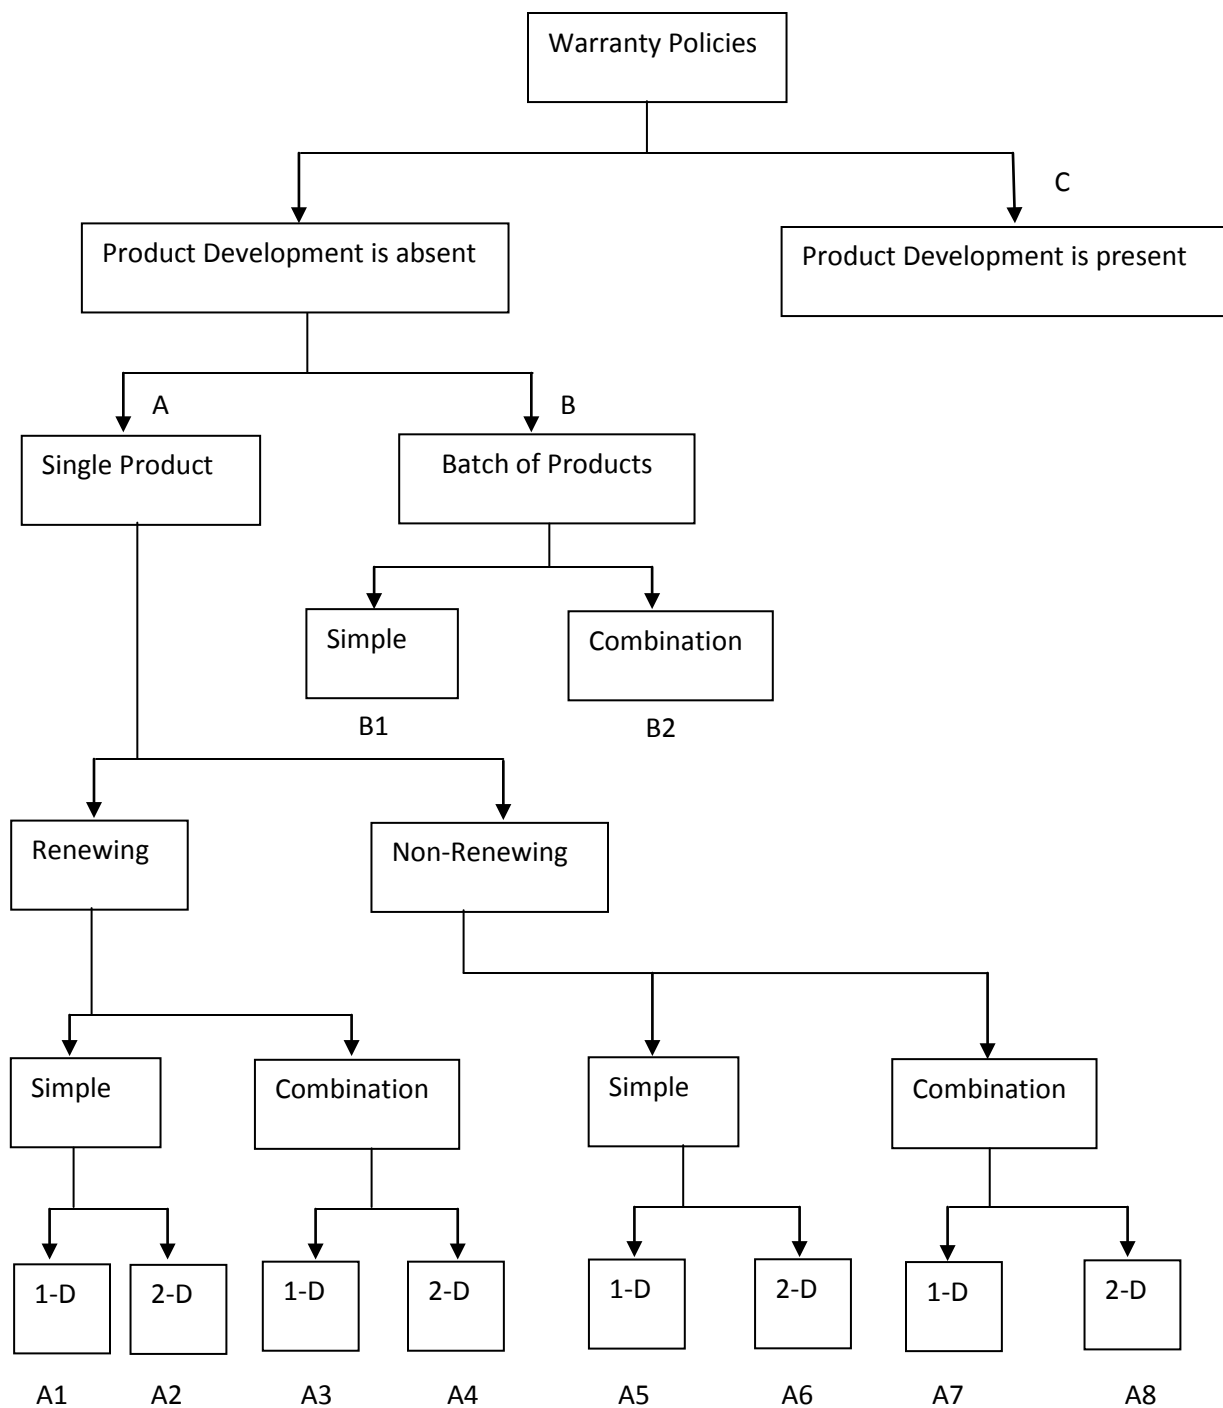 Warranty Policies
C
Product Development is absent
Product Development is present
A
B
Single Product
Batch of Products
Simple
Combination
B1
B2
Renewing
Non-Renewing
Simple
Combination
Simple
Combination
1-D
2-D
1-D
2-D
1-D
2-D
1-D
2-D
A1
A2
A3
A4
A5
A6
A7
A8